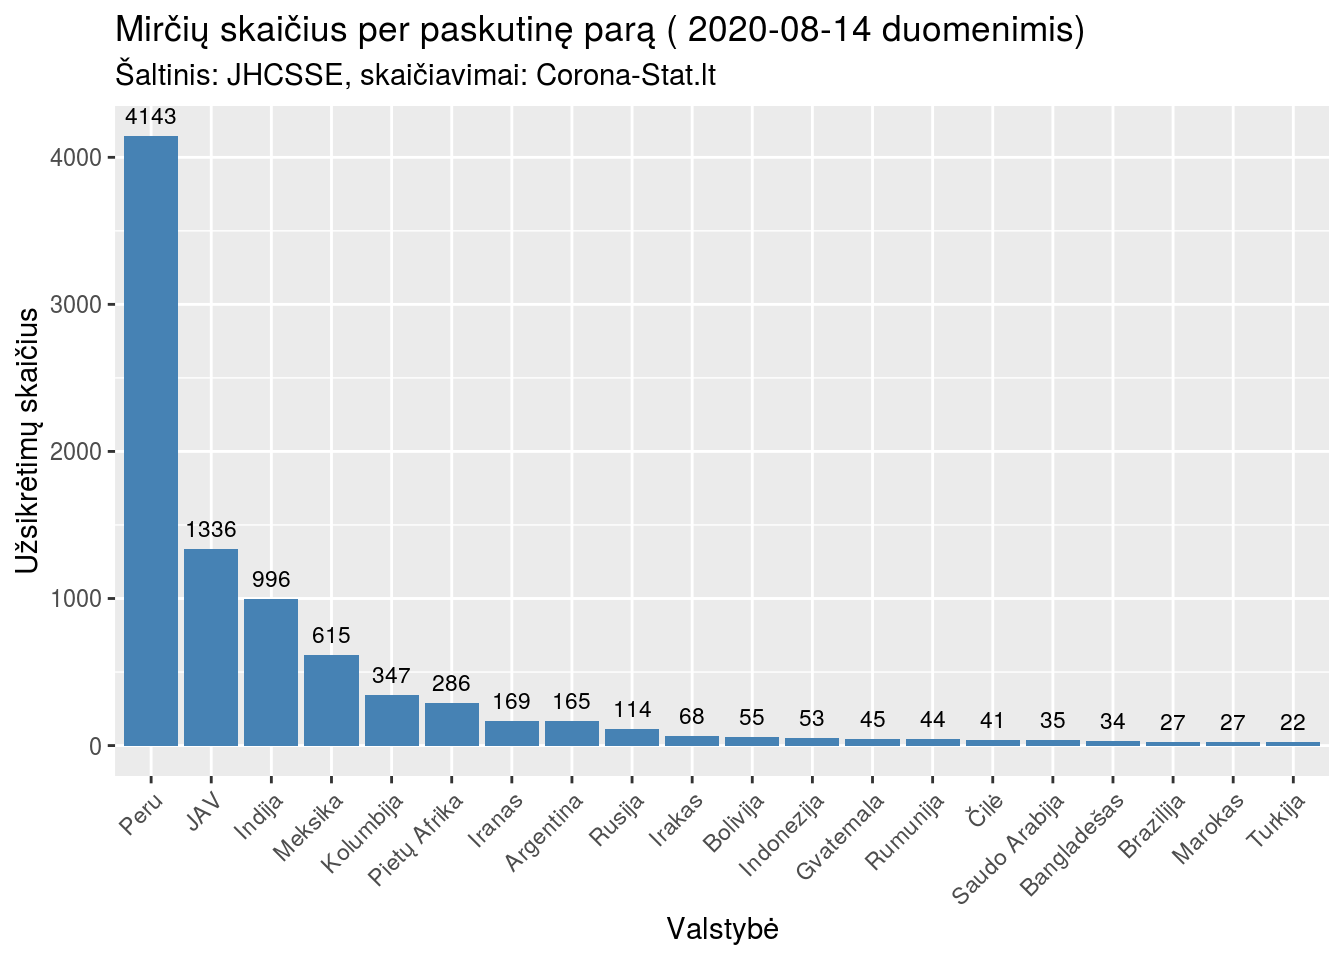 Mirčių skaičius per paskutinę parą ( 2020-08-14 duomenimis)
Šaltinis: JHCSSE, skaičiavimai: Corona-Stat.lt
Užsikrėtimų skaičius
4000
3000
2000
1000
0
4143
1336
996
615
347
286
169
165
114
68
55
53
45
44
41
35
34
27
27
22
Peru
JAV
Indija
Meksika
Kolumbija
Pietų Afrika
Iranas
Argentina
Rusija
Irakas
Bolivija
Indonezija
Gvatemala
Rumunija
Čilė
Saudo Arabija
Bangladešas
Brazilija
Marokas
Turkija
Valstybė